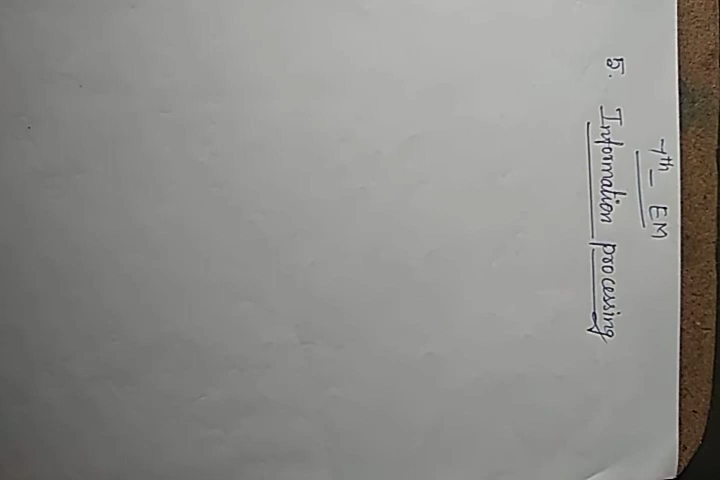 7th - EM
5. Information processing